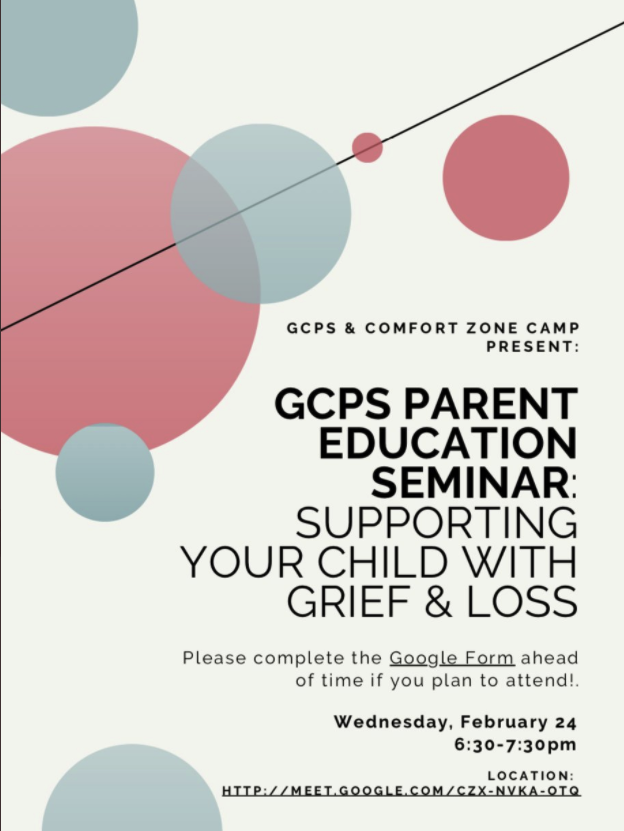 GCPS & COMFORT ZONE CAMP
PRESENT:
GCPS PARENT
EDUCATION
SEMINAR:
SUPPORTING
YOUR CHILD WITH
GRIEF & LOSS
Please complete the Google Form ahead
of time if you plan to attend!.
Wednesday, February 24
6:30-7:30pm
LOCATION:
HTTP://MEET.GOOGLE.COM/CZX-NVKA-OTQ